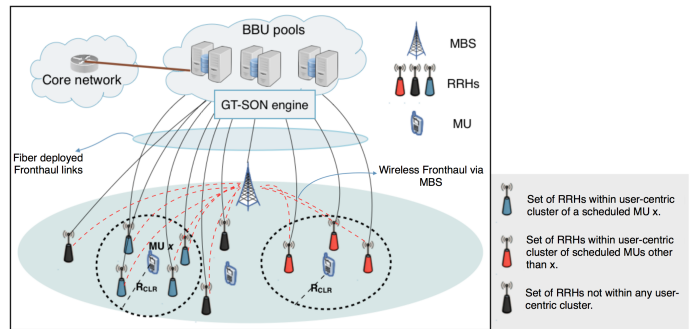 BBU pools
MBS
Core network
RRHs
GT-SON engine
MU
Fiber deployed
Fronthaul links
Wireless Fronthaul via
MBS
MU x
RCLR
RCLR
Set of RRHs within user-centric
cluster of a scheduled MU x.
Set of RRHs within user-centric
cluster of scheduled MUs other
than x.
Set of RRHs not within any user-
centric cluster.